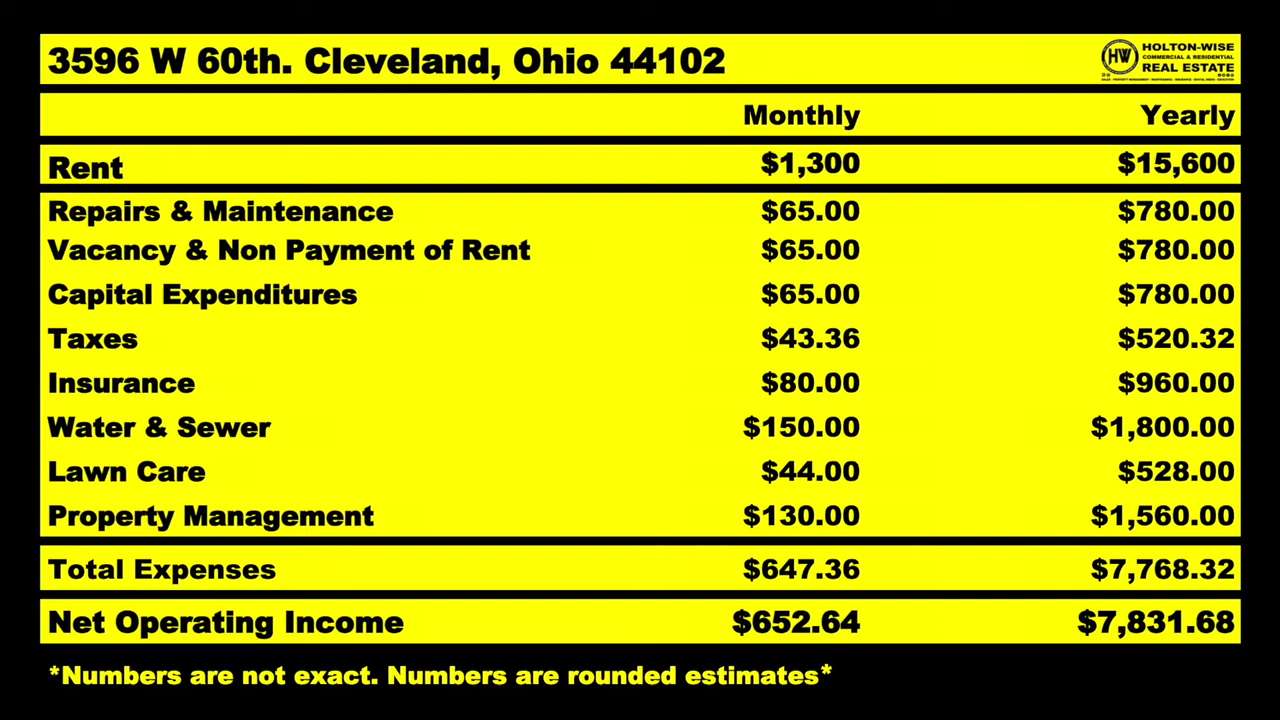 3596 W 60th. Cleveland, Ohio 44102
HW
HOLTON-WISE
COMMERCIAL & RESIDENTIAL
REAL ESTATE
Monthly Yearly
Rent $1,300 $15,600
Repairs & Maintenance $65.00 $780.00
Vacancy & Non Payment of Rent $65.00 $780.00
Capital Expenditures $65.00 $780.00
Taxes $43.36 $520.32
Insurance $80.00 $960.00
Water & Sewer $150.00 $1,800.00
Lawn Care $44.00 $528.00
Property Management $130.00 $1,560.00
Total Expenses $647.36 $7,768.32
Net Operating Income $652.64 $7,831.68
*Numbers are not exact. Numbers are rounded estimates*